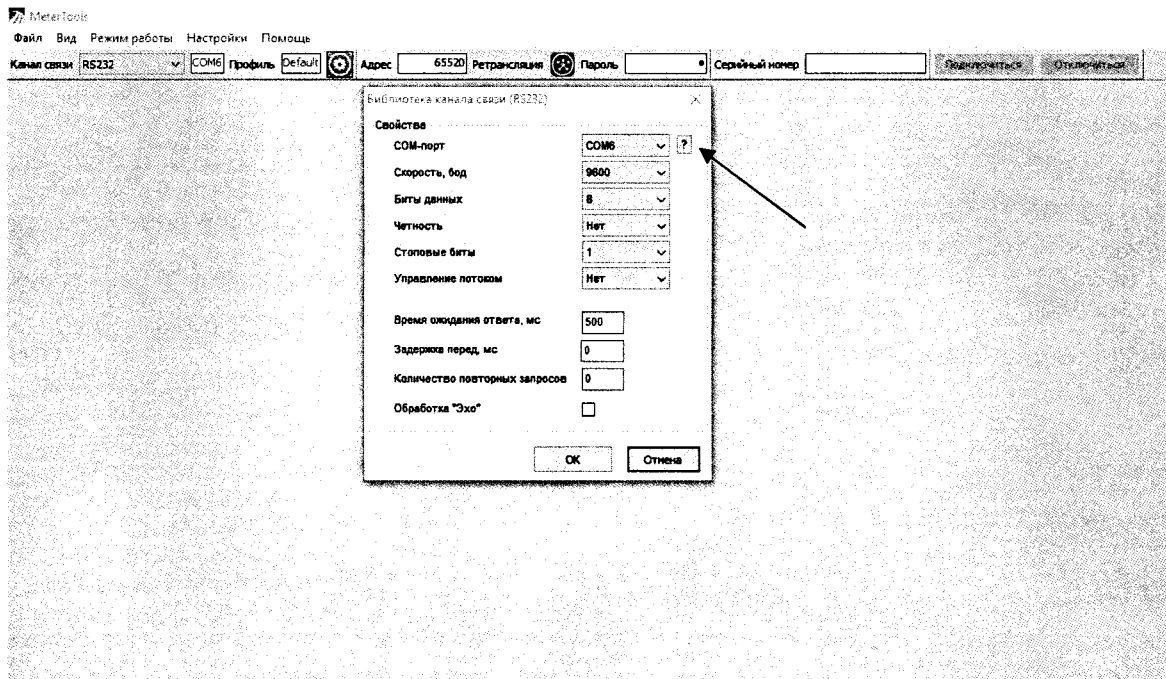 MeterTools
Файл Вид Режим работы Настройки Помощь
Канал связи RS232 COM6 Профиль Default Адрес 65520 Ретрансляция Пароль Серийный номер Подключиться Отключиться
Библиотека канала связи (RS232)
Свойства
COM-порт COM6 ?
Скорость, бод 9600
Биты данных 8
Четность Нет
Стоповые биты 1
Управление потоком Нет
Время ожидания ответа, мс 500
Задержка перед, мс 0
Количество повторных запросов 0
Обработка "Эхо"
ОК Отмена